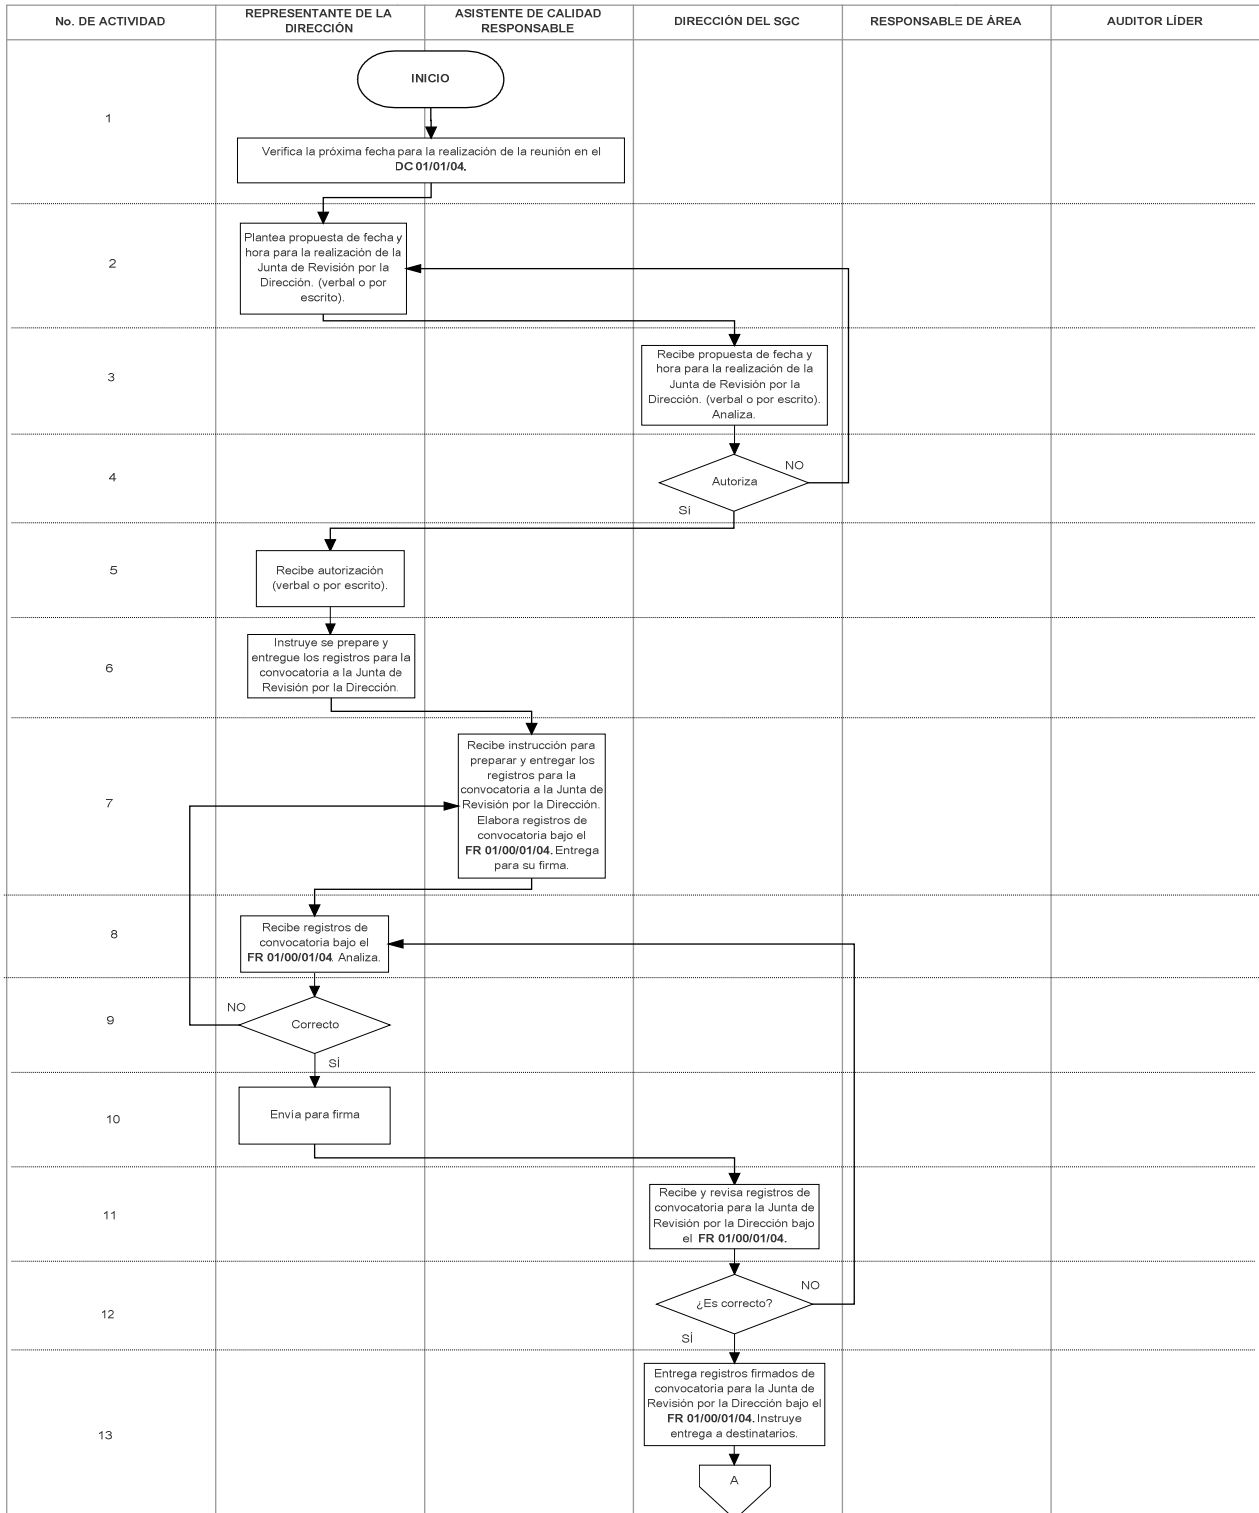 No. DE ACTIVIDAD
REPRESENTANTE DE LA
DIRECCIÓN
ASISTENTE DE CALIDAD
RESPONSABLE
DIRECCIÓN DEL SGC
RESPONSABLE DE ÁREA
AUDITOR LÍDER
INICIO
1
Verifica la próxima fecha para la realización de la reunión en el
DC 01/01/04.
2
Plantea propuesta de fecha y
hora para la realización de la
Junta de Revisión por la
Dirección. (verbal o por
escrito).
3
Recibe propuesta de fecha y
hora para la realización de la
Junta de Revisión por la
Dirección. (verbal o por escrito).
Analiza.
4
Autoriza
NO
Sí
5
Recibe autorización
(verbal o por escrito).
6
Instruye se prepare y
entregue los registros para la
convocatoria a la Junta de
Revisión por la Dirección.
7
Recibe instrucción para
preparar y entregar los
registros para la
convocatoria a la Junta de
Revisión por la Dirección.
Elabora registros de
convocatoria bajo el
FR 01/00/01/04. Entrega
para su firma.
8
Recibe registros de
convocatoria bajo el
FR 01/00/01/04. Analiza.
9
NO
Correcto
SÍ
10
Envía para firma
11
Recibe y revisa registros de
convocatoria para la Junta de
Revisión por la Dirección bajo
el FR 01/00/01/04.
12
¿Es correcto?
NO
SÍ
13
Entrega registros firmados de
convocatoria para la Junta de
Revisión por la Dirección bajo el
FR 01/00/01/04. Instruye
entrega a destinatarios.
A